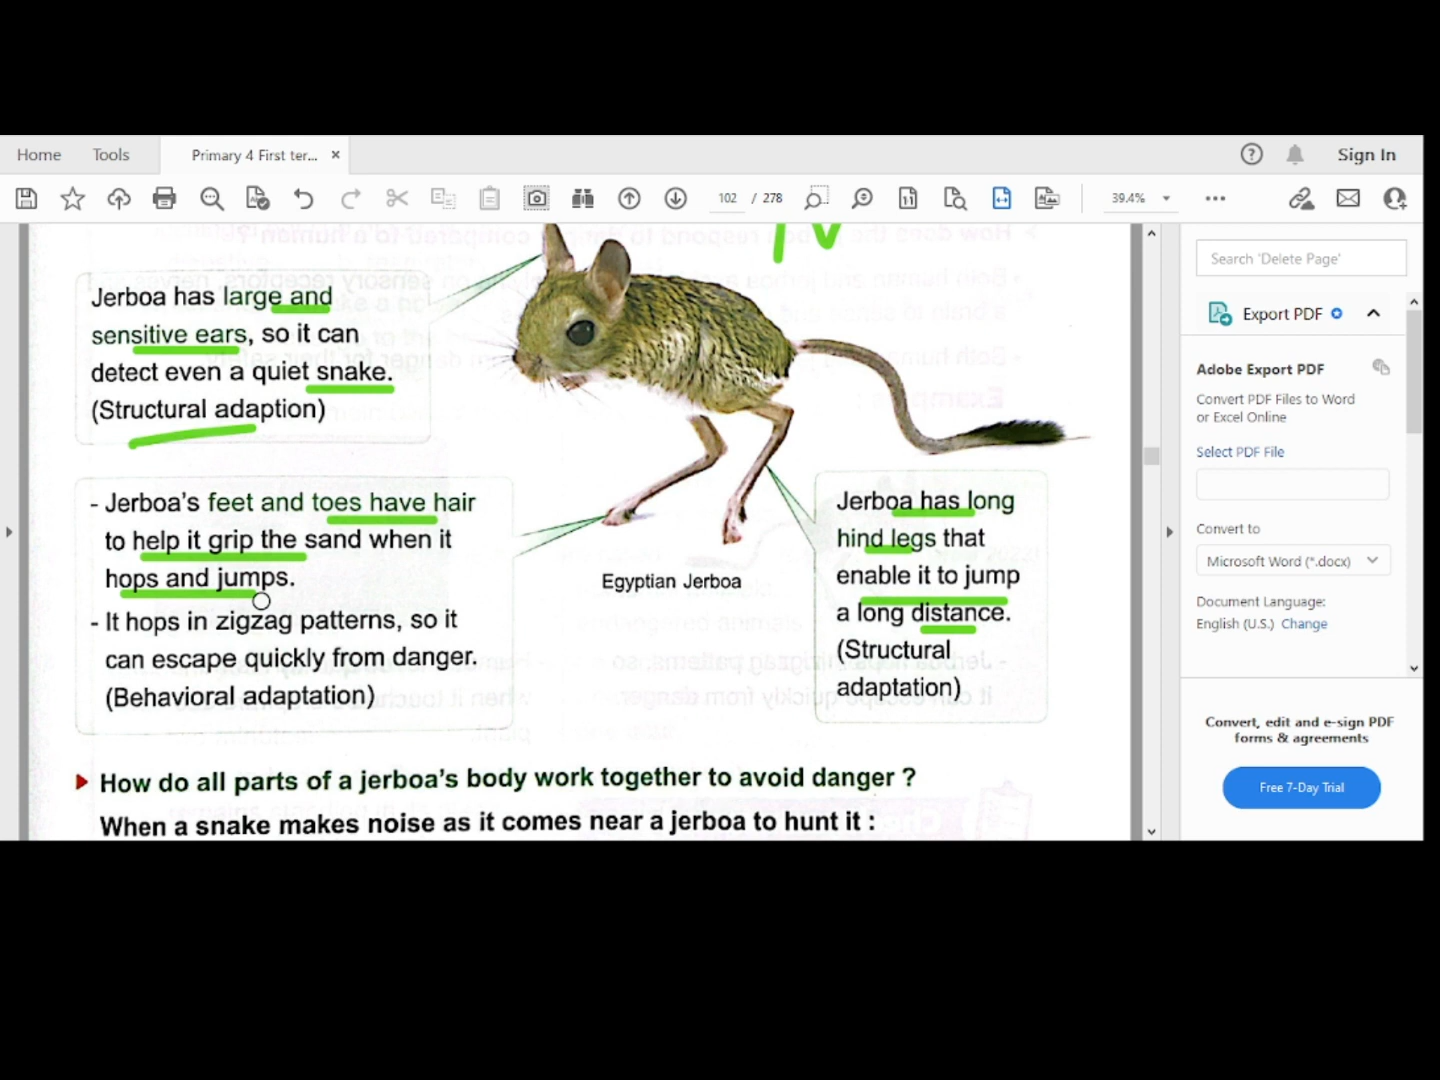 Home Tools Primary 4 First ter... × Sign In
102 / 278 39.4%
Jerboa has large and
sensitive ears, so it can
detect even a quiet snake.
(Structural adaption)
- Jerboa's feet and toes have hair
to help it grip the sand when it
hops and jumps.
- It hops in zigzag patterns, so it
can escape quickly from danger.
(Behavioral adaptation)
Egyptian Jerboa
Jerboa has long
hind legs that
enable it to jump
a long distance.
(Structural
adaptation)
How do all parts of a jerboa's body work together to avoid danger ?
When a snake makes noise as it comes near a jerboa to hunt it :
Search 'Delete Page'
Export PDF
Adobe Export PDF
Convert PDF Files to Word
or Excel Online
Select PDF File
Convert to
Microsoft Word (*.docx)
Document Language:
English (U.S.) Change
Convert, edit and e-sign PDF
forms & agreements
Free 7-Day Trial